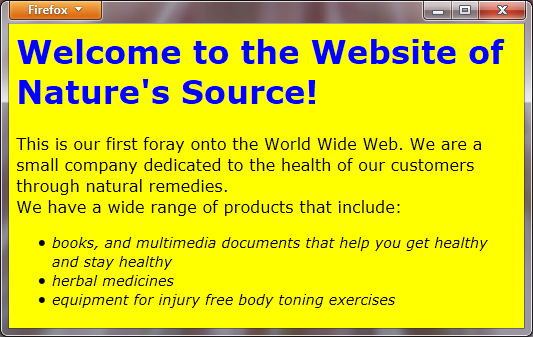 Firefox
Welcome to the Website of
Nature's Source!
This is our first foray onto the World Wide Web. We are a
small company dedicated to the health of our customers
through natural remedies.
We have a wide range of products that include:
• books, and multimedia documents that help you get healthy
and stay healthy
• herbal medicines
• equipment for injury free body toning exercises